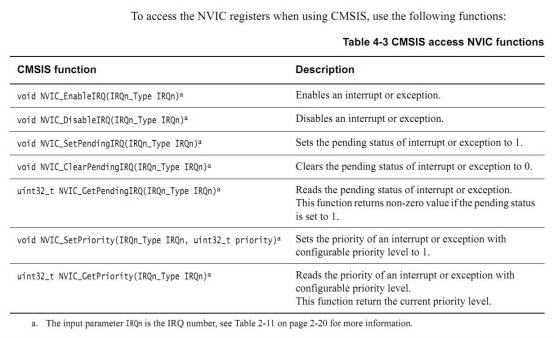 To access the NVIC registers when using CMSIS, use the following functions:
Table 4-3 CMSIS access NVIC functions
CMSIS function Description
void NVIC_EnableIRQ(IRQn_Type IRQn)a Enables an interrupt or exception.
void NVIC_DisableIRQ(IRQn_Type IRQn)a Disables an interrupt or exception.
void NVIC_SetPendingIRQ(IRQn_Type IRQn)a Sets the pending status of interrupt or exception to 1.
void NVIC_ClearPendingIRQ(IRQn_Type IRQn)a Clears the pending status of interrupt or exception to 0.
uint32_t NVIC_GetPendingIRQ(IRQn_Type IRQn)a Reads the pending status of interrupt or exception.
This function returns non-zero value if the pending status
is set to 1.
void NVIC_SetPriority(IRQn_Type IRQn, uint32_t priority)a Sets the priority of an interrupt or exception with
configurable priority level to 1.
uint32_t NVIC_GetPriority(IRQn_Type IRQn)a Reads the priority of an interrupt or exception with
configurable priority level.
This function return the current priority level.
a. The input parameter IRQn is the IRQ number, see Table 2-11 on page 2-20 for more information.